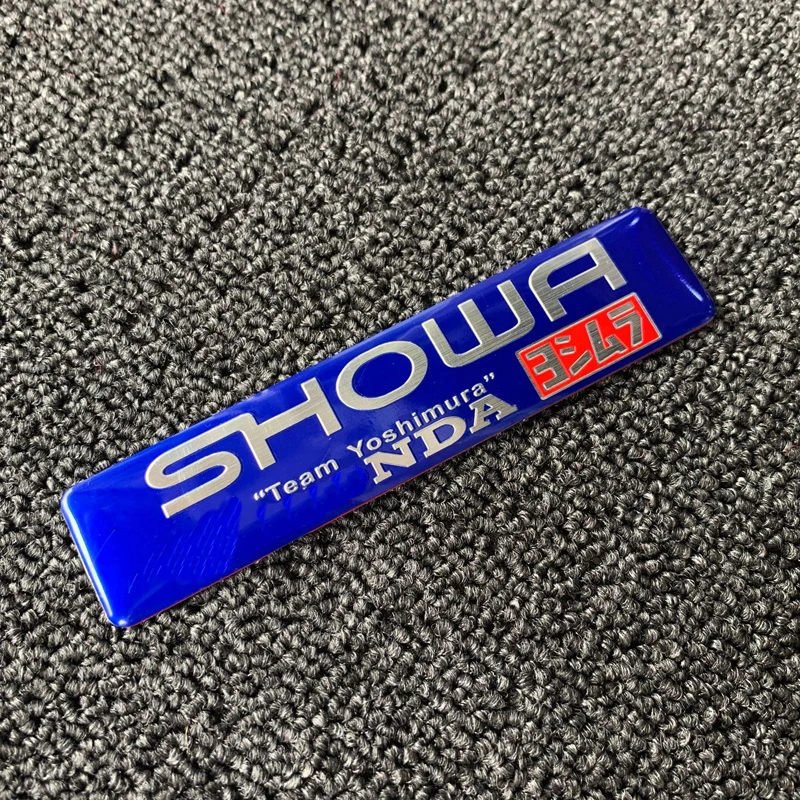 SHOWA
"Team Yoshimura"
ヨシムラ
NDA